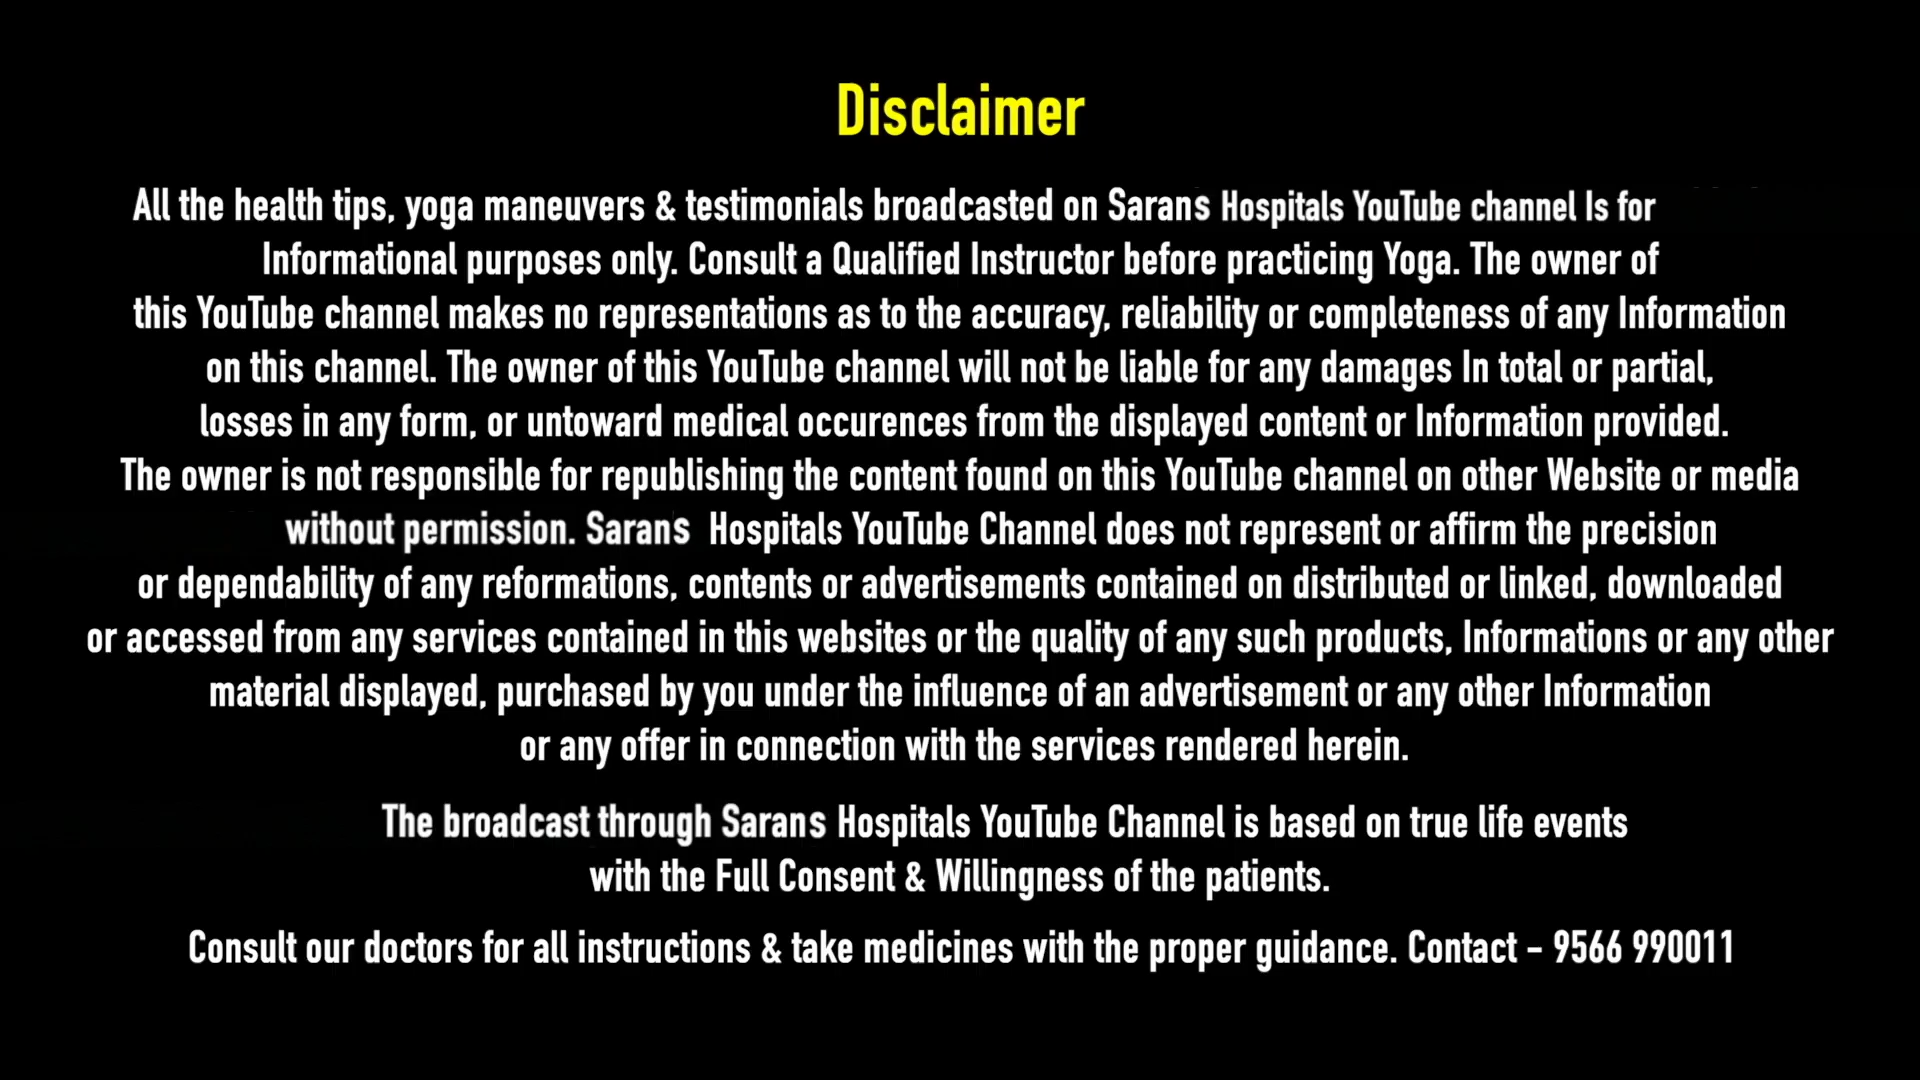 Disclaimer
All the health tips, yoga maneuvers & testimonials broadcasted on Sarans Hospitals YouTube channel Is for
Informational purposes only. Consult a Qualified Instructor before practicing Yoga. The owner of
this YouTube channel makes no representations as to the accuracy, reliability or completeness of any Information
on this channel. The owner of this YouTube channel will not be liable for any damages In total or partial,
losses in any form, or untoward medical occurences from the displayed content or Information provided.
The owner is not responsible for republishing the content found on this YouTube channel on other Website or media
without permission. Sarans Hospitals YouTube Channel does not represent or affirm the precision
or dependability of any reformations, contents or advertisements contained on distributed or linked, downloaded
or accessed from any services contained in this websites or the quality of any such products, Informations or any other
material displayed, purchased by you under the influence of an advertisement or any other Information
or any offer in connection with the services rendered herein.
The broadcast through Sarans Hospitals YouTube Channel is based on true life events
with the Full Consent & Willingness of the patients.
Consult our doctors for all instructions & take medicines with the proper guidance. Contact - 9566 990011